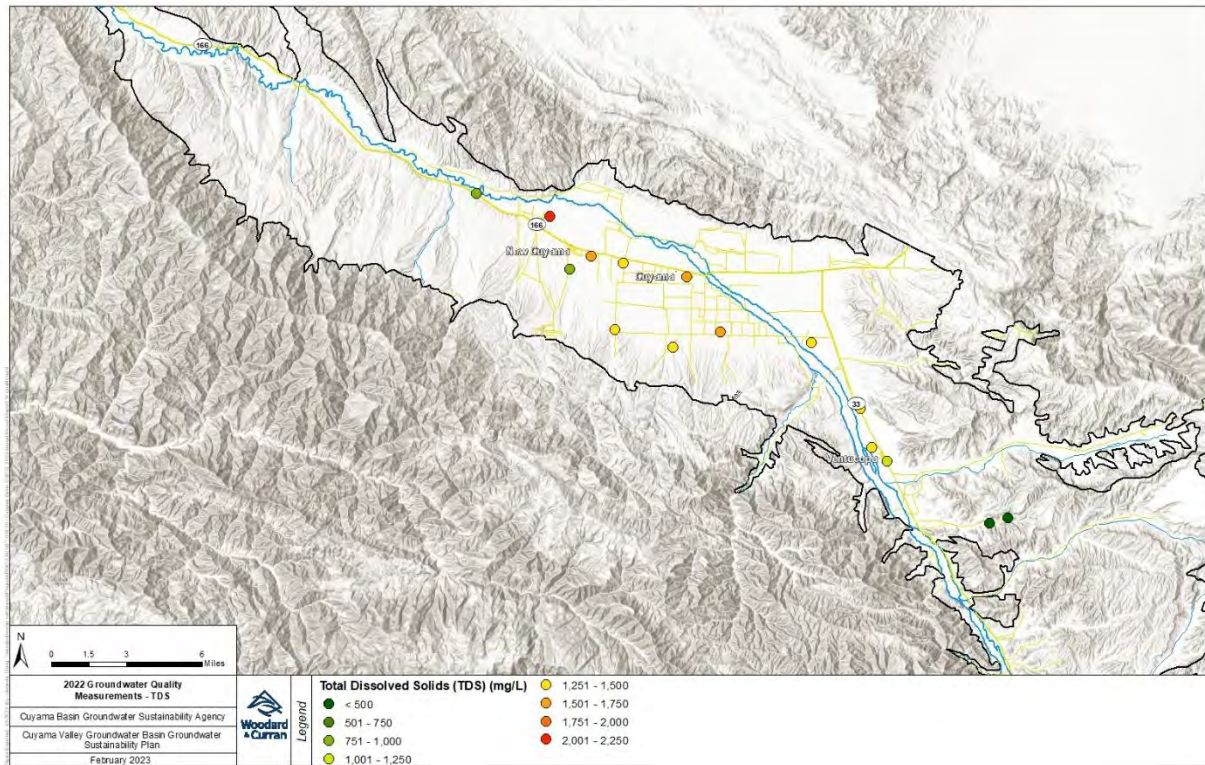 166
166
New Cuyama
Cuyama
33
Ventucopa
N
0 1.5 3 6
Miles
2022 Groundwater Quality
Measurements - TDS
Cuyama Basin Groundwater Sustainability Agency
Cuyama Valley Groundwater Basin Groundwater
Sustainability Plan
February 2023
Woodard
& Curran
Legend
Total Dissolved Solids (TDS) (mg/L)
< 500
501 - 750
751 - 1,000
1,001 - 1,250
1,251 - 1,500
1,501 - 1,750
1,751 - 2,000
2,001 - 2,250